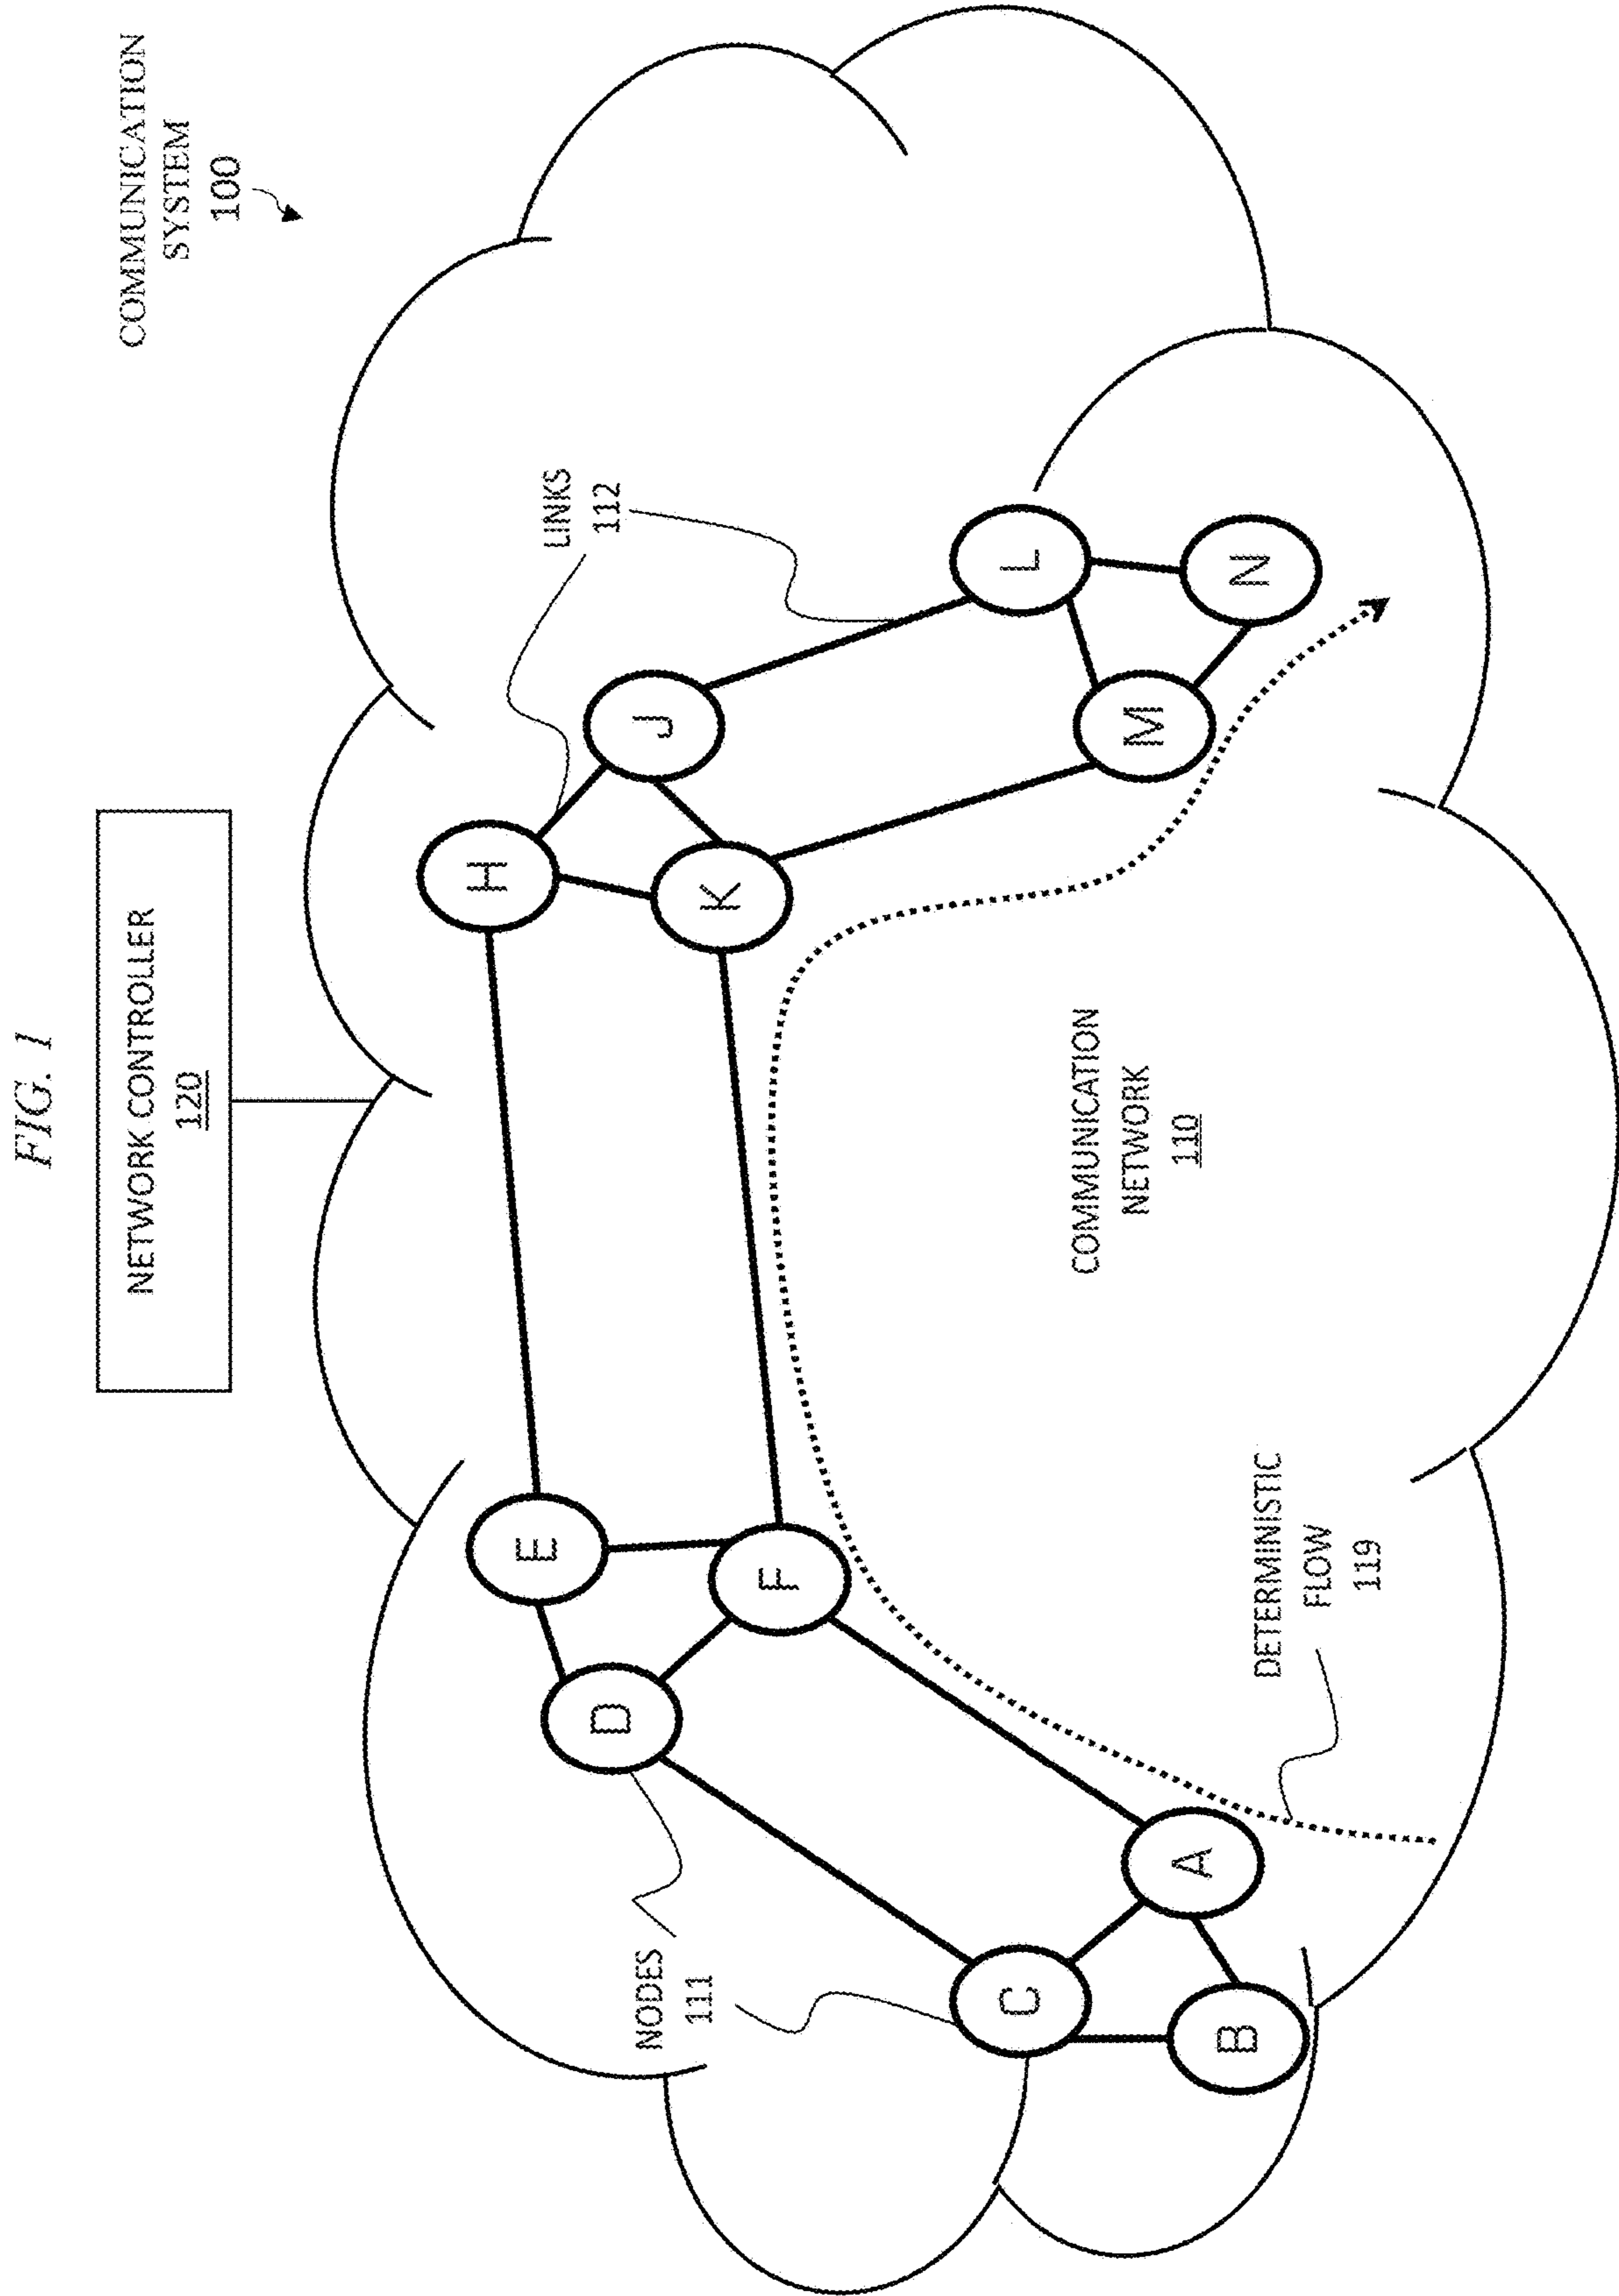 FIG. 1
COMMUNICATION
SYSTEM
100
NETWORK CONTROLLER
120
LINKS
112
NODES
111
E
H
D
F
K
J
C
A
B
L
M
N
COMMUNICATION
NETWORK
110
DETERMINISTIC
FLOW
119